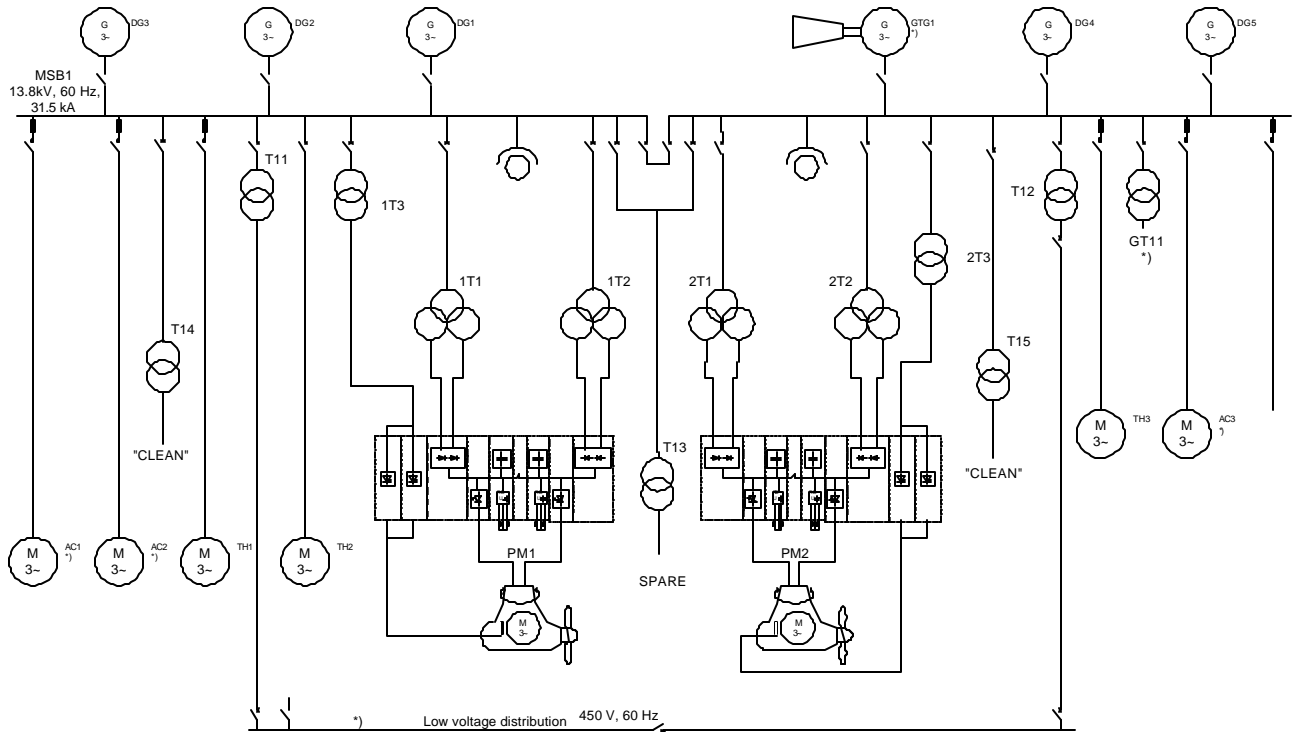 G
3~
DG3
G
3~
DG2
G
3~
DG1
G
3~
GTG1
*)
G
3~
DG4
G
3~
DG5
MSB1
13.8kV, 60 Hz,
31.5 kA
T11
1T3
T12
GT11
*)
2T3
1T1
1T2
2T1
2T2
T14
T15
"CLEAN"
T13
"CLEAN"
M
3~
TH3
M
3~
AC3
*)
M
3~
AC1
*)
M
3~
AC2
*)
M
3~
TH1
M
3~
TH2
PM1
PM2
SPARE
M
3~
M
3~
*)
Low voltage distribution
450 V, 60 Hz